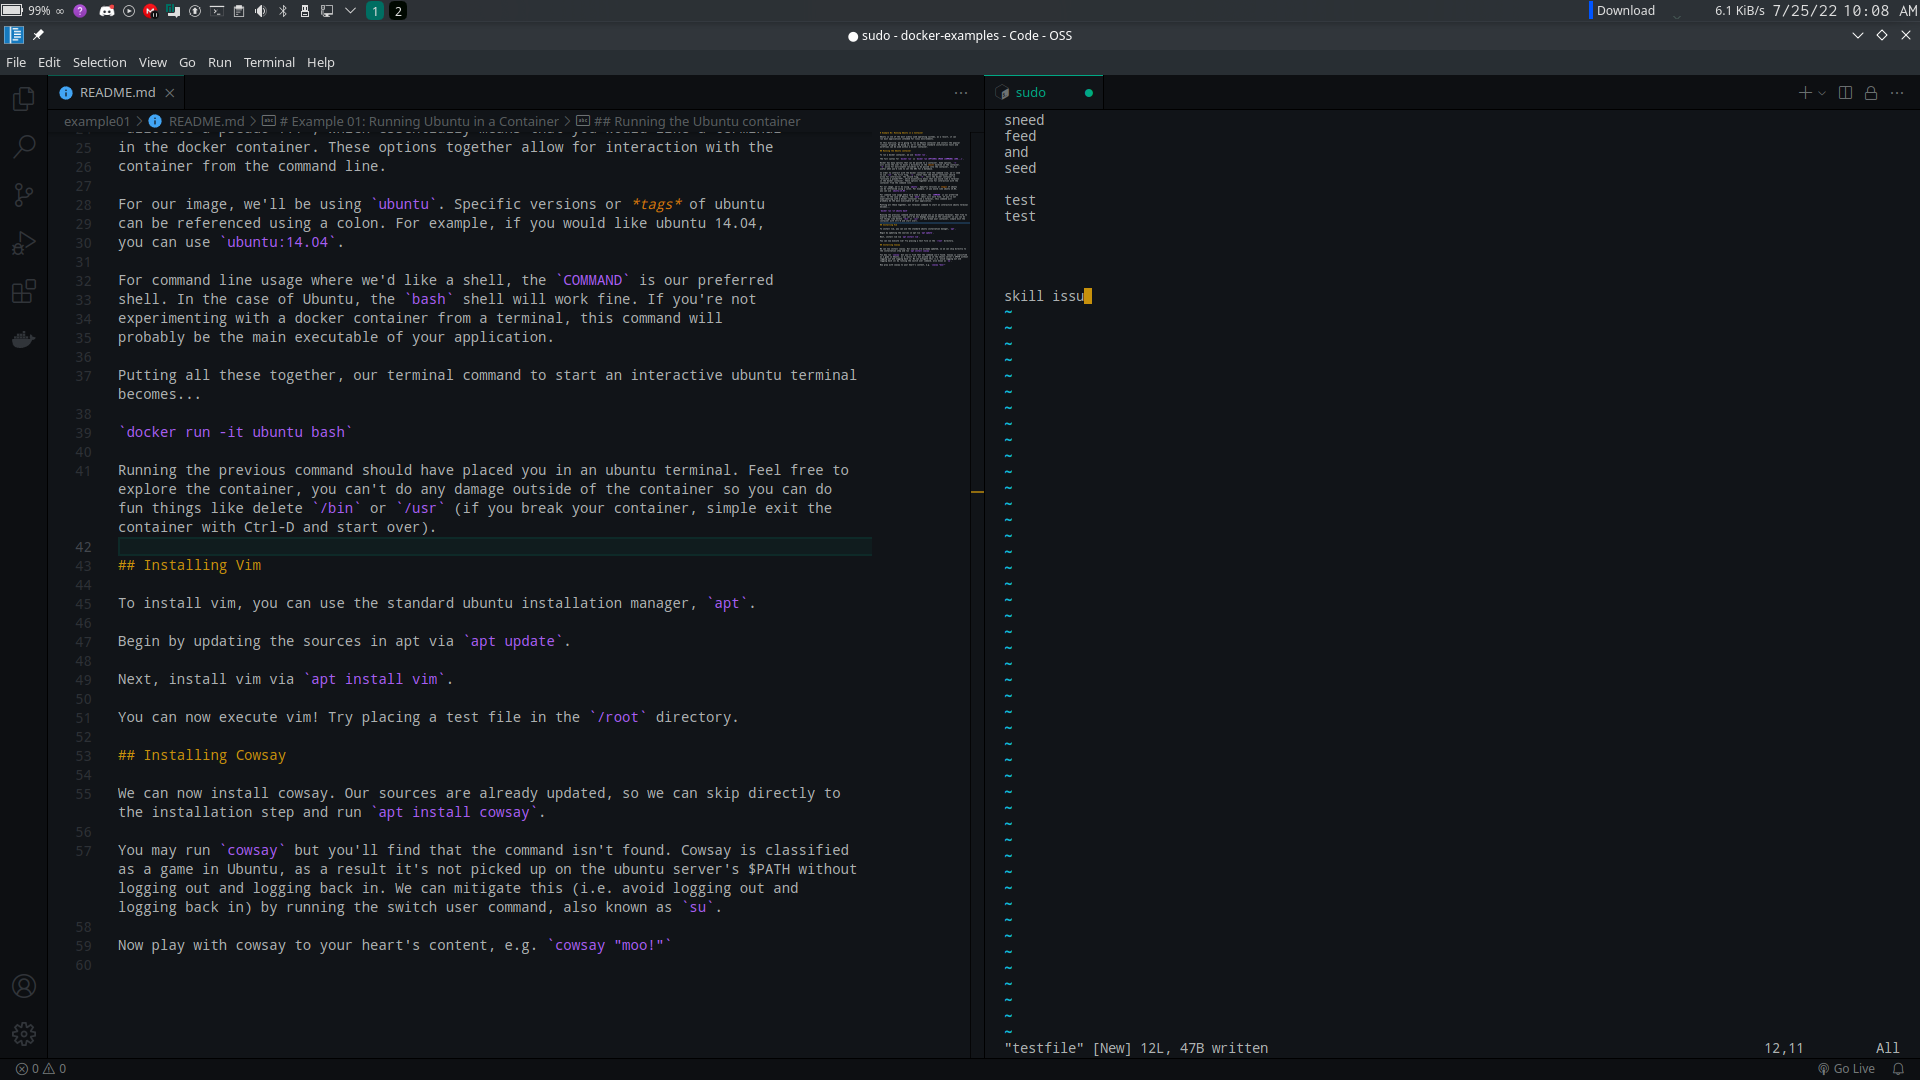 99% ∞
1 2
Download 6.1 KiB/s 7/25/22 10:08 AM
sudo - docker-examples - Code - OSS
File Edit Selection View Go Run Terminal Help
README.md
sudo
example01 > README.md > # Example 01: Running Ubuntu in a Container > ## Running the Ubuntu container
25 in the docker container. These options together allow for interaction with the
26 container from the command line.
27
28 For our image, we'll be using `ubuntu`. Specific versions or *tags* of ubuntu
29 can be referenced using a colon. For example, if you would like ubuntu 14.04,
30 you can use `ubuntu:14.04`.
31
32 For command line usage where we'd like a shell, the `COMMAND` is our preferred
33 shell. In the case of Ubuntu, the `bash` shell will work fine. If you're not
34 experimenting with a docker container from a terminal, this command will
35 probably be the main executable of your application.
36
37 Putting all these together, our terminal command to start an interactive ubuntu terminal
becomes...
38
39 `docker run -it ubuntu bash`
40
41 Running the previous command should have placed you in an ubuntu terminal. Feel free to
explore the container, you can't do any damage outside of the container so you can do
fun things like delete `/bin` or `/usr` (if you break your container, simple exit the
container with Ctrl-D and start over).
42
43 ## Installing Vim
44
45 To install vim, you can use the standard ubuntu installation manager, `apt`.
46
47 Begin by updating the sources in apt via `apt update`.
48
49 Next, install vim via `apt install vim`.
50
51 You can now execute vim! Try placing a test file in the `/root` directory.
52
53 ## Installing Cowsay
54
55 We can now install cowsay. Our sources are already updated, so we can skip directly to
the installation step and run `apt install cowsay`.
56
57 You may run `cowsay` but you'll find that the command isn't found. Cowsay is classified
as a game in Ubuntu, as a result it's not picked up on the ubuntu server's $PATH without
logging out and logging back in. We can mitigate this (i.e. avoid logging out and
logging back in) by running the switch user command, also known as `su`.
58
59 Now play with cowsay to your heart's content, e.g. `cowsay "moo!"`
60
sneed
feed
and
seed
test
test
skill issu
"testfile" [New] 12L, 47B written 12,11 All
0 0
Go Live